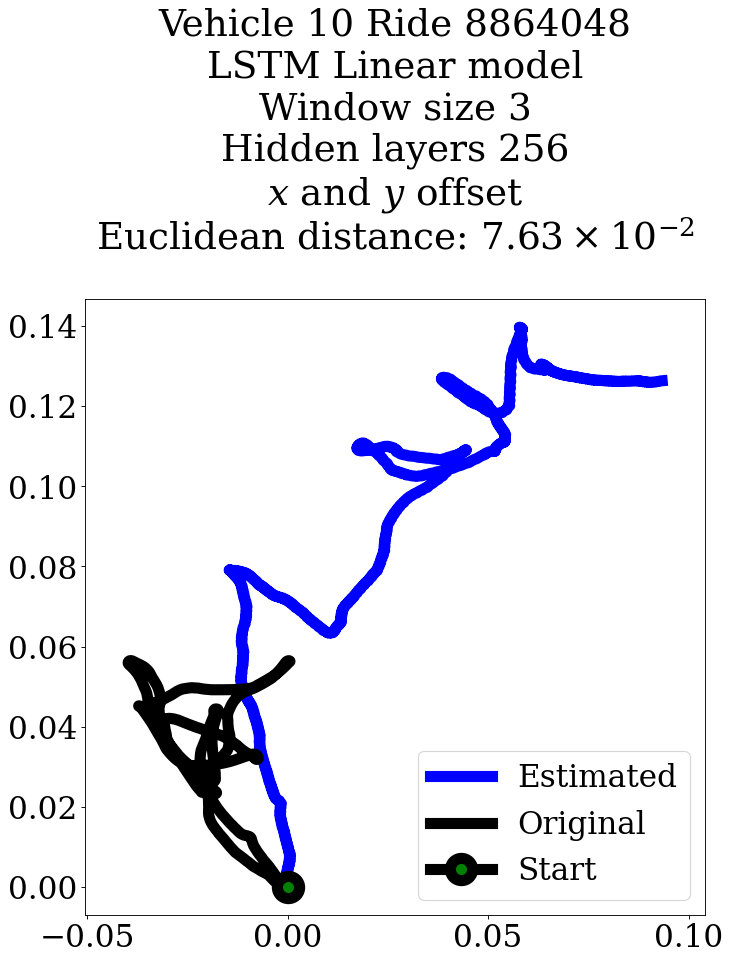 Vehicle 10 Ride 8864048
LSTM Linear model
Window size 3
Hidden layers 256
x and y offset
Euclidean distance: 7.63 × 10⁻²
0.14
0.12
0.10
0.08
0.06
0.04
0.02
0.00
Estimated
Original
Start
−0.05 0.00 0.05 0.10